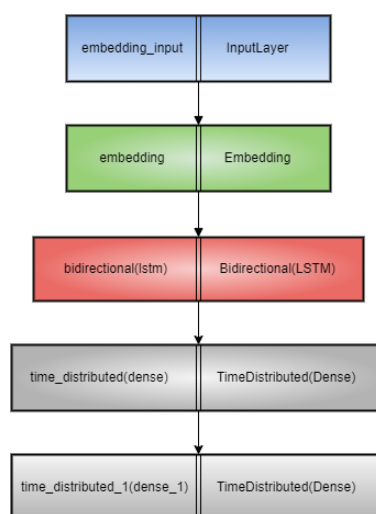 embedding_input InputLayer
embedding Embedding
bidirectional(lstm) Bidirectional(LSTM)
time_distributed(dense) TimeDistributed(Dense)
time_distributed_1(dense_1) TimeDistributed(Dense)